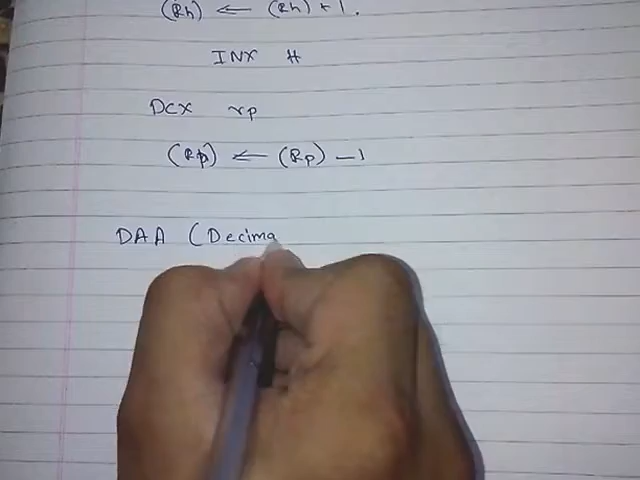 (Rh) ← (Rh) + 1.
INX H
DCX rp
(Rp) ← (Rp) - 1
DAA (Decima